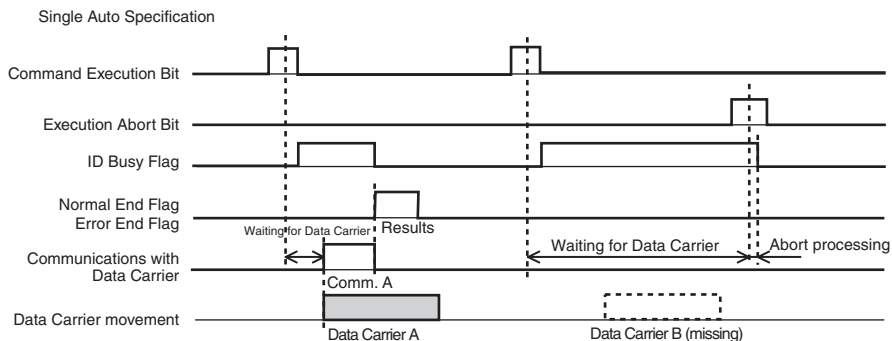 Single Auto Specification
Command Execution Bit
Execution Abort Bit
ID Busy Flag
Normal End Flag
Error End Flag
Waiting for Data Carrier
Results
Waiting for Data Carrier
Abort processing
Communications with
Data Carrier
Comm. A
Data Carrier movement
Data Carrier A
Data Carrier B (missing)